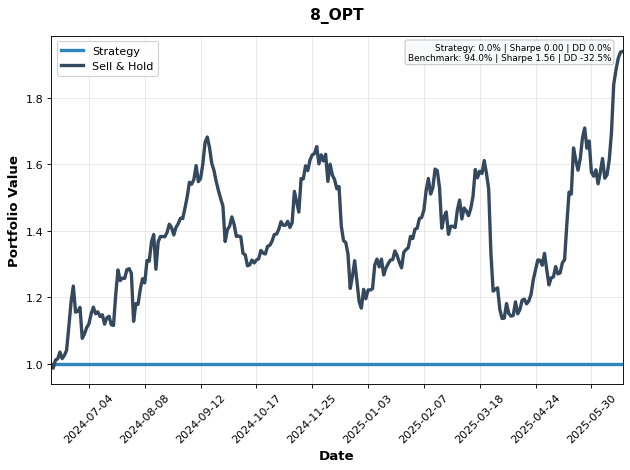 8_OPT
Strategy
Sell & Hold
Strategy: 0.0% | Sharpe 0.00 | DD 0.0%
Benchmark: 94.0% | Sharpe 1.56 | DD -32.5%
Portfolio Value
1.8
1.6
1.4
1.2
1.0
2024-07-04
2024-08-08
2024-09-12
2024-10-17
2024-11-25
2025-01-03
2025-02-07
2025-03-18
2025-04-24
2025-05-30
Date